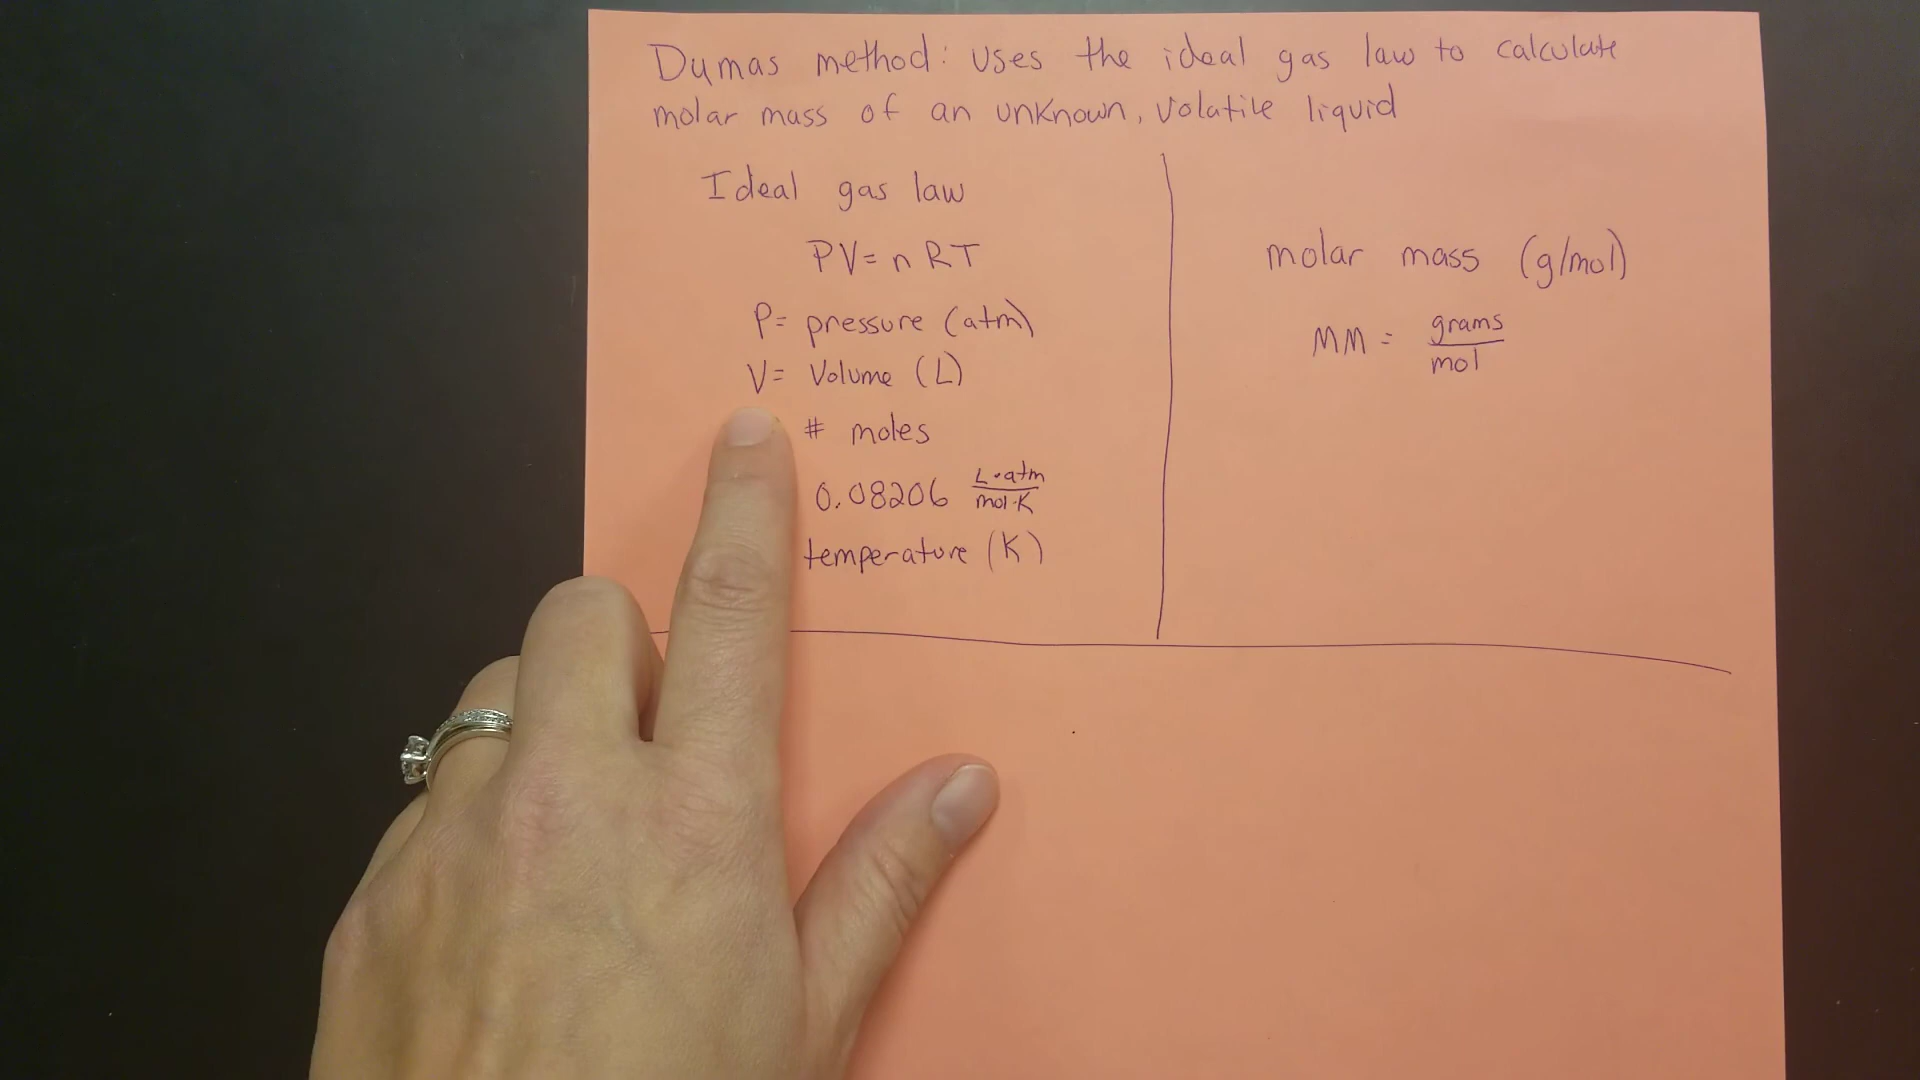 Dumas method: uses the ideal gas law to calculate
molar mass of an unknown, volatile liquid
Ideal gas law
PV = nRT
P = pressure (atm)
V = Volume (L)
# moles
0.08206 L·atm/mol·K
temperature (K)
molar mass (g/mol)
MM = grams/mol